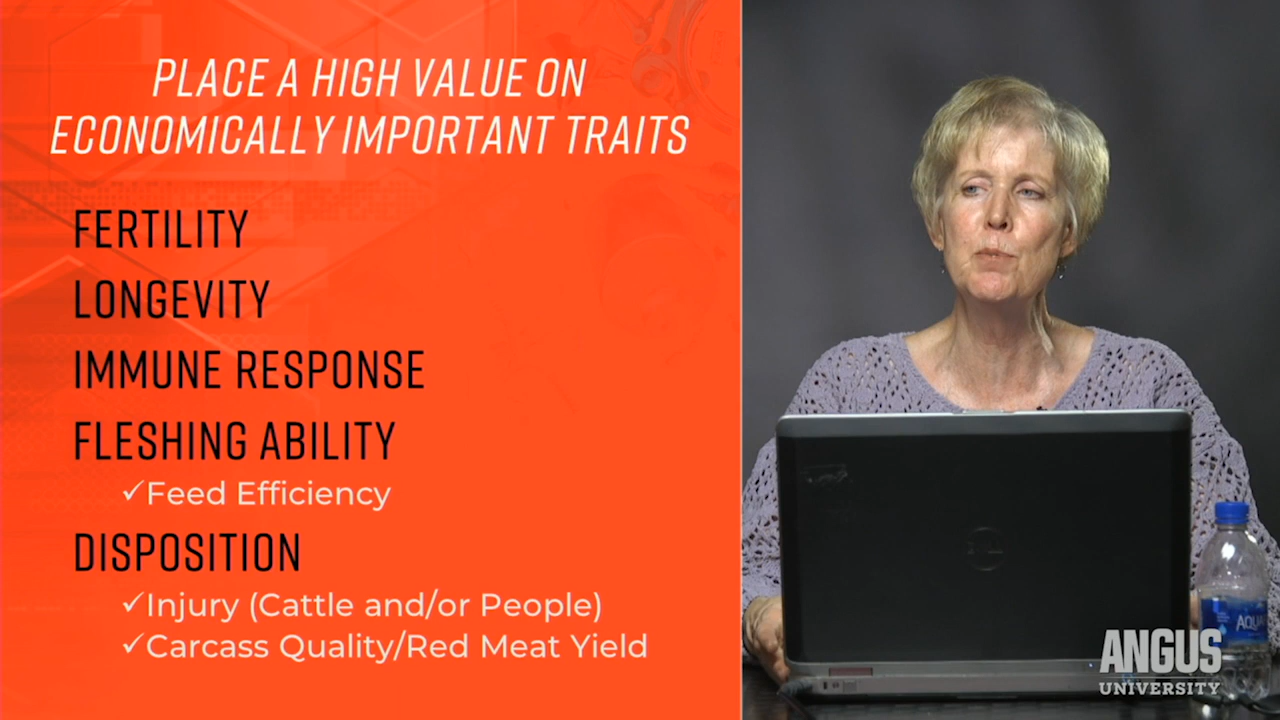 PLACE A HIGH VALUE ON
ECONOMICALLY IMPORTANT TRAITS
FERTILITY
LONGEVITY
IMMUNE RESPONSE
FLESHING ABILITY
✓Feed Efficiency
DISPOSITION
✓Injury (Cattle and/or People)
✓Carcass Quality/Red Meat Yield
ANGUS
UNIVERSITY